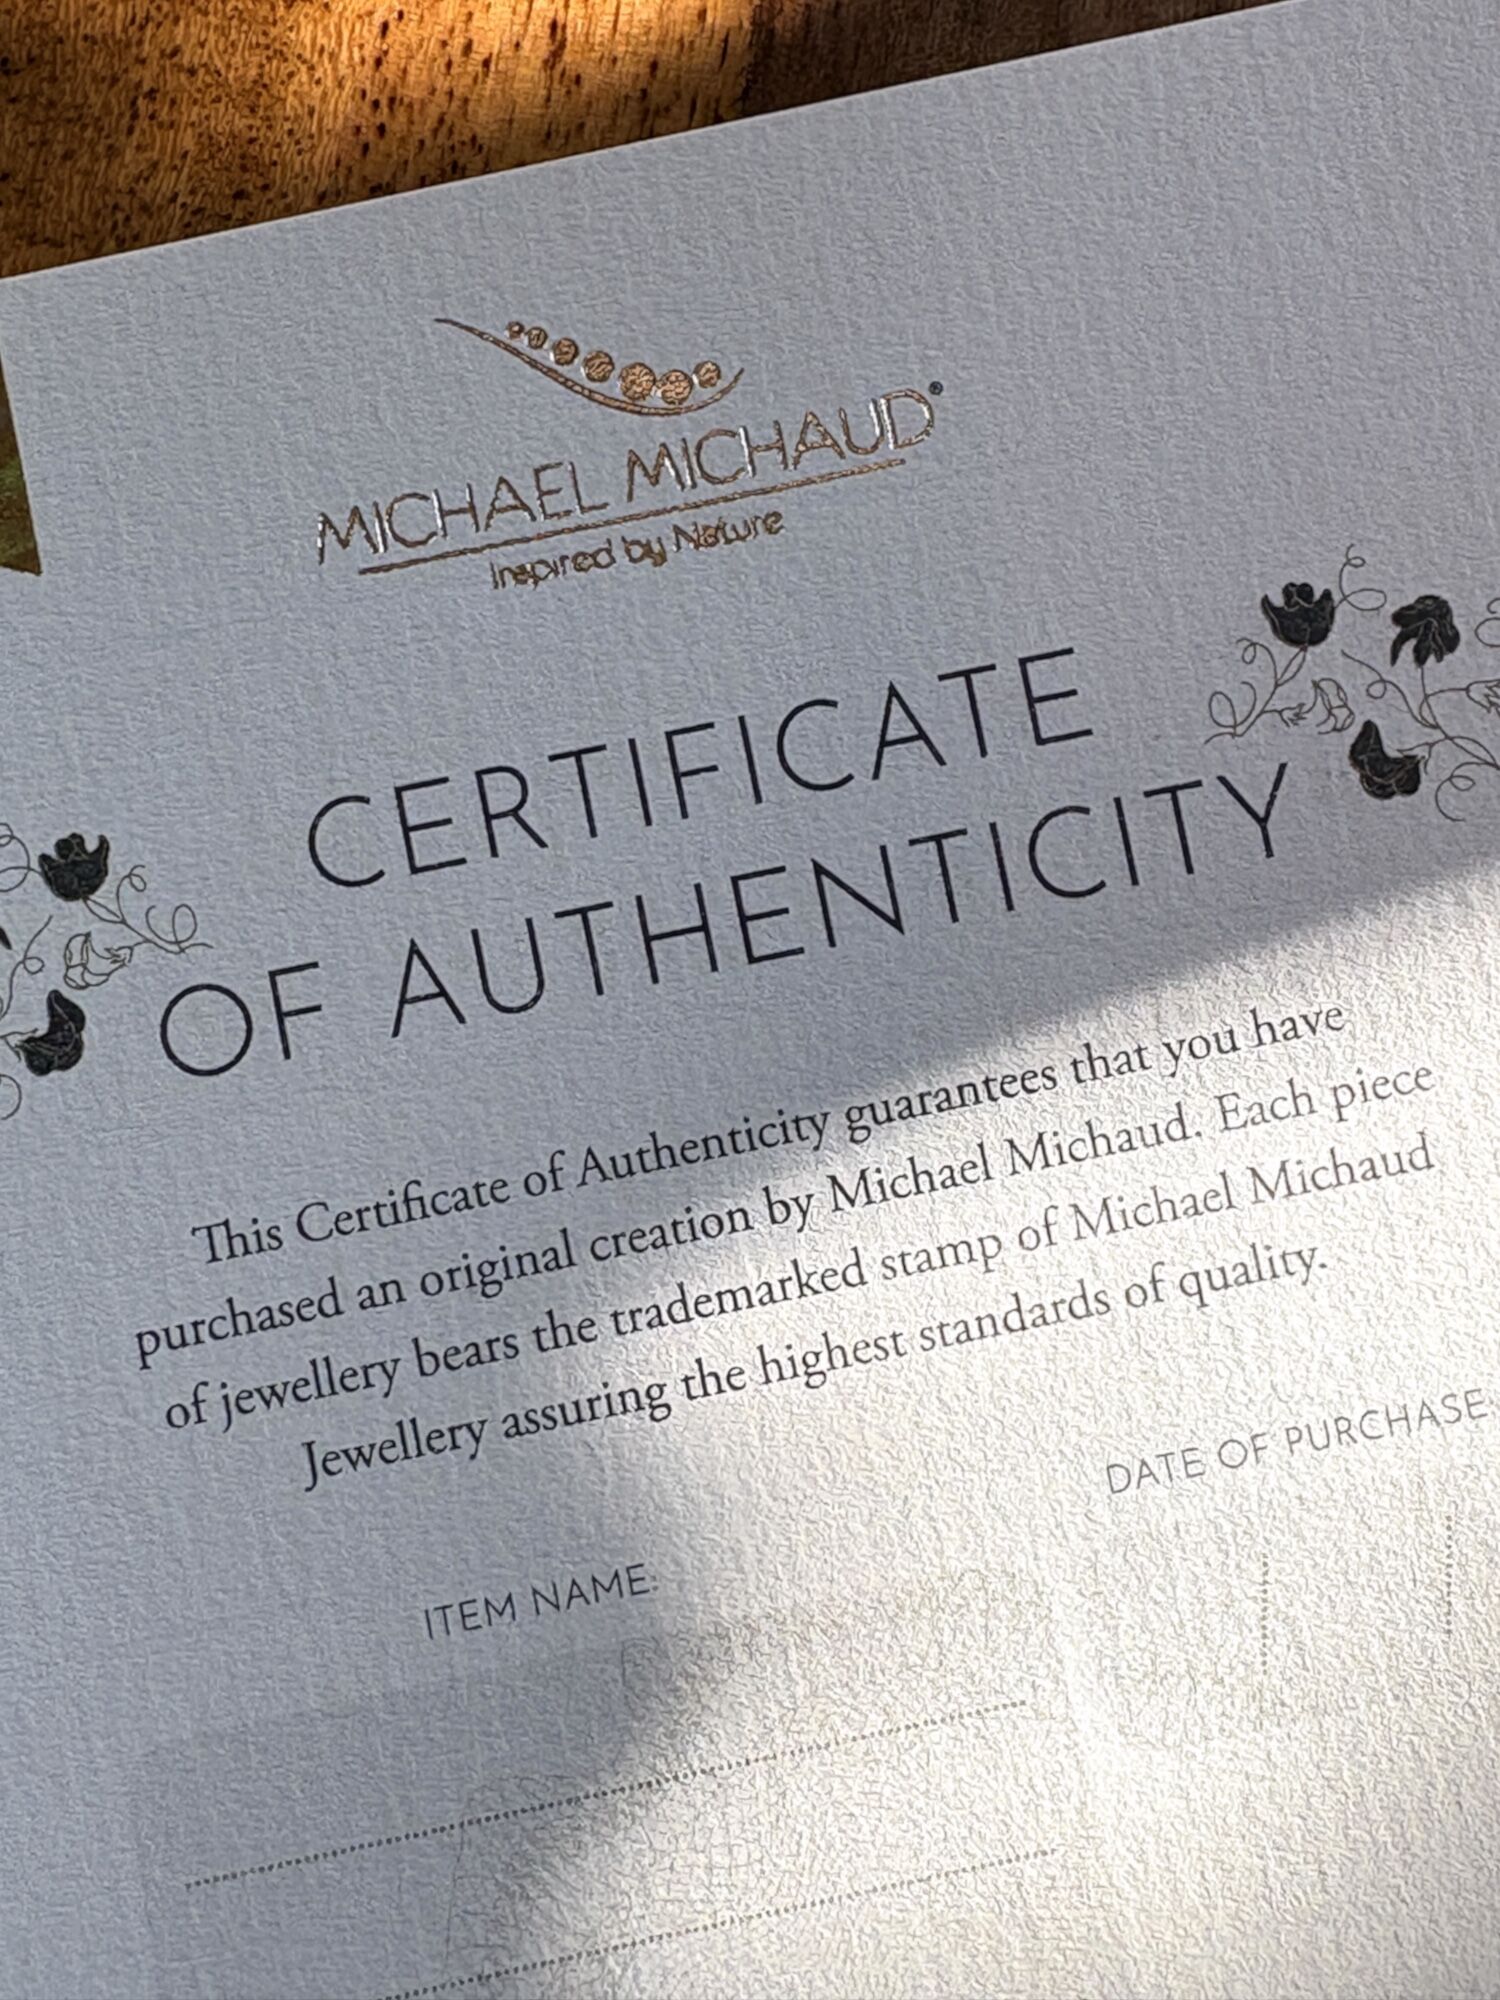 MICHAEL MICHAUD®
Inspired by Nature
CERTIFICATE
OF AUTHENTICITY
This Certificate of Authenticity guarantees that you have
purchased an original creation by Michael Michaud. Each piece
of jewellery bears the trademarked stamp of Michael Michaud
Jewellery assuring the highest standards of quality.
ITEM NAME:
DATE OF PURCHASE: